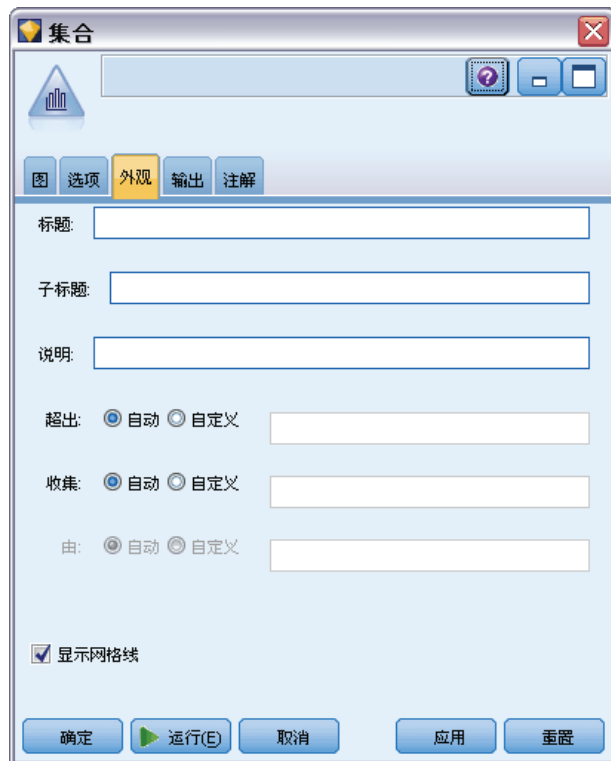 集合
?
图 选项 外观 输出 注解
标题:
子标题:
说明:
超出: 自动 自定义
收集: 自动 自定义
由: 自动 自定义
显示网格线
确定 运行(E) 取消 应用 重置